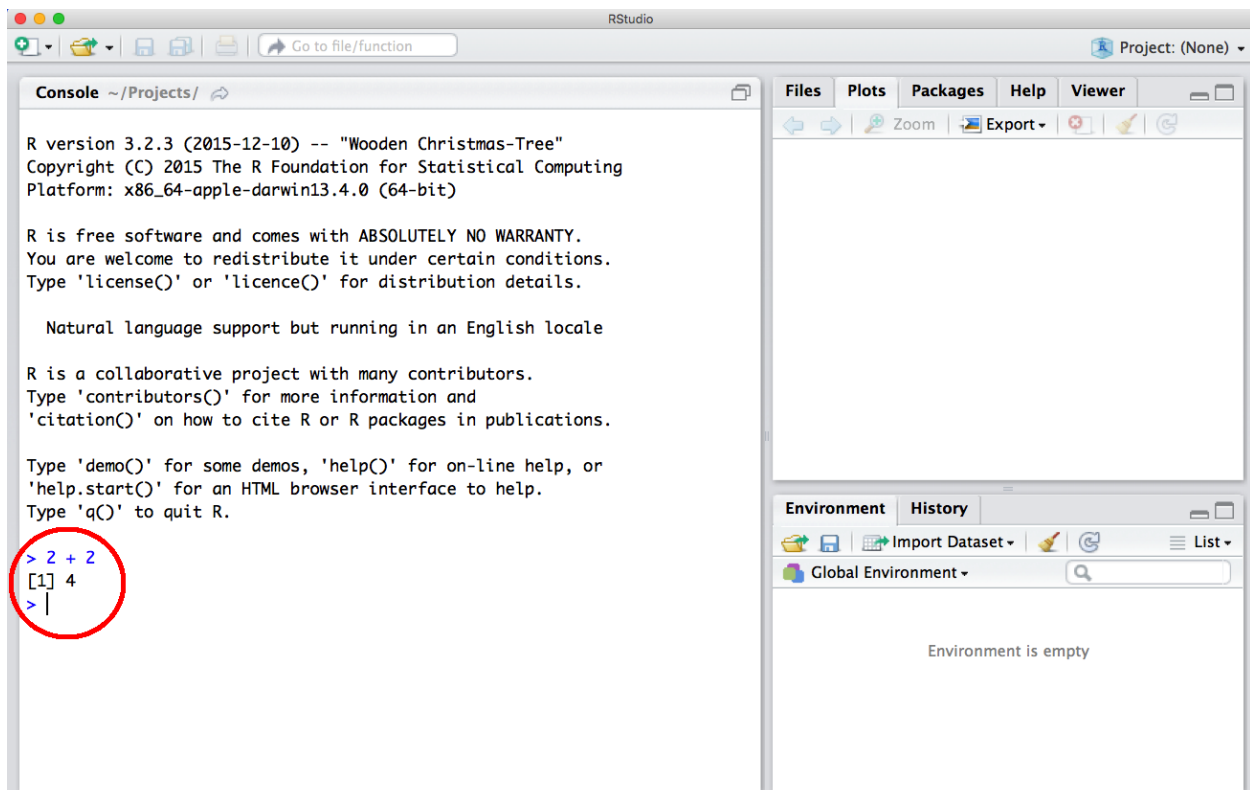 RStudio
Go to file/function
Project: (None)
Console ~/Projects/
R version 3.2.3 (2015-12-10) -- "Wooden Christmas-Tree"
Copyright (C) 2015 The R Foundation for Statistical Computing
Platform: x86_64-apple-darwin13.4.0 (64-bit)
R is free software and comes with ABSOLUTELY NO WARRANTY.
You are welcome to redistribute it under certain conditions.
Type 'license()' or 'licence()' for distribution details.
Natural language support but running in an English locale
R is a collaborative project with many contributors.
Type 'contributors()' for more information and
'citation()' on how to cite R or R packages in publications.
Type 'demo()' for some demos, 'help()' for on-line help, or
'help.start()' for an HTML browser interface to help.
Type 'q()' to quit R.
> 2 + 2
[1] 4
>
Files Plots Packages Help Viewer
Zoom Export
Environment History
Import Dataset List
Global Environment
Environment is empty